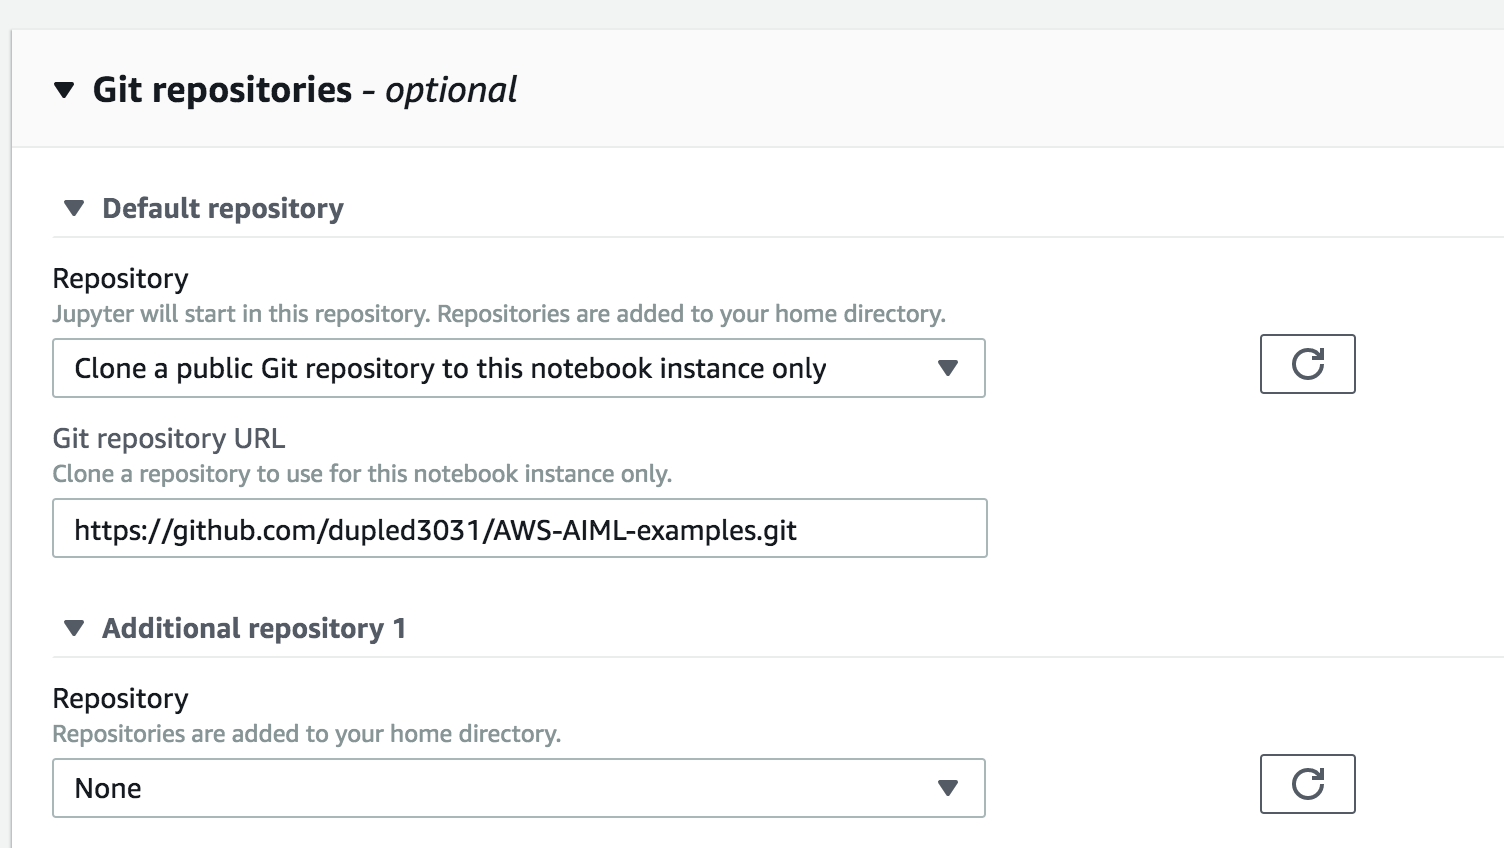 Git repositories - optional
Default repository
Repository
Jupyter will start in this repository. Repositories are added to your home directory.
Clone a public Git repository to this notebook instance only
Git repository URL
Clone a repository to use for this notebook instance only.
https://github.com/dupled3031/AWS-AIML-examples.git
Additional repository 1
Repository
Repositories are added to your home directory.
None